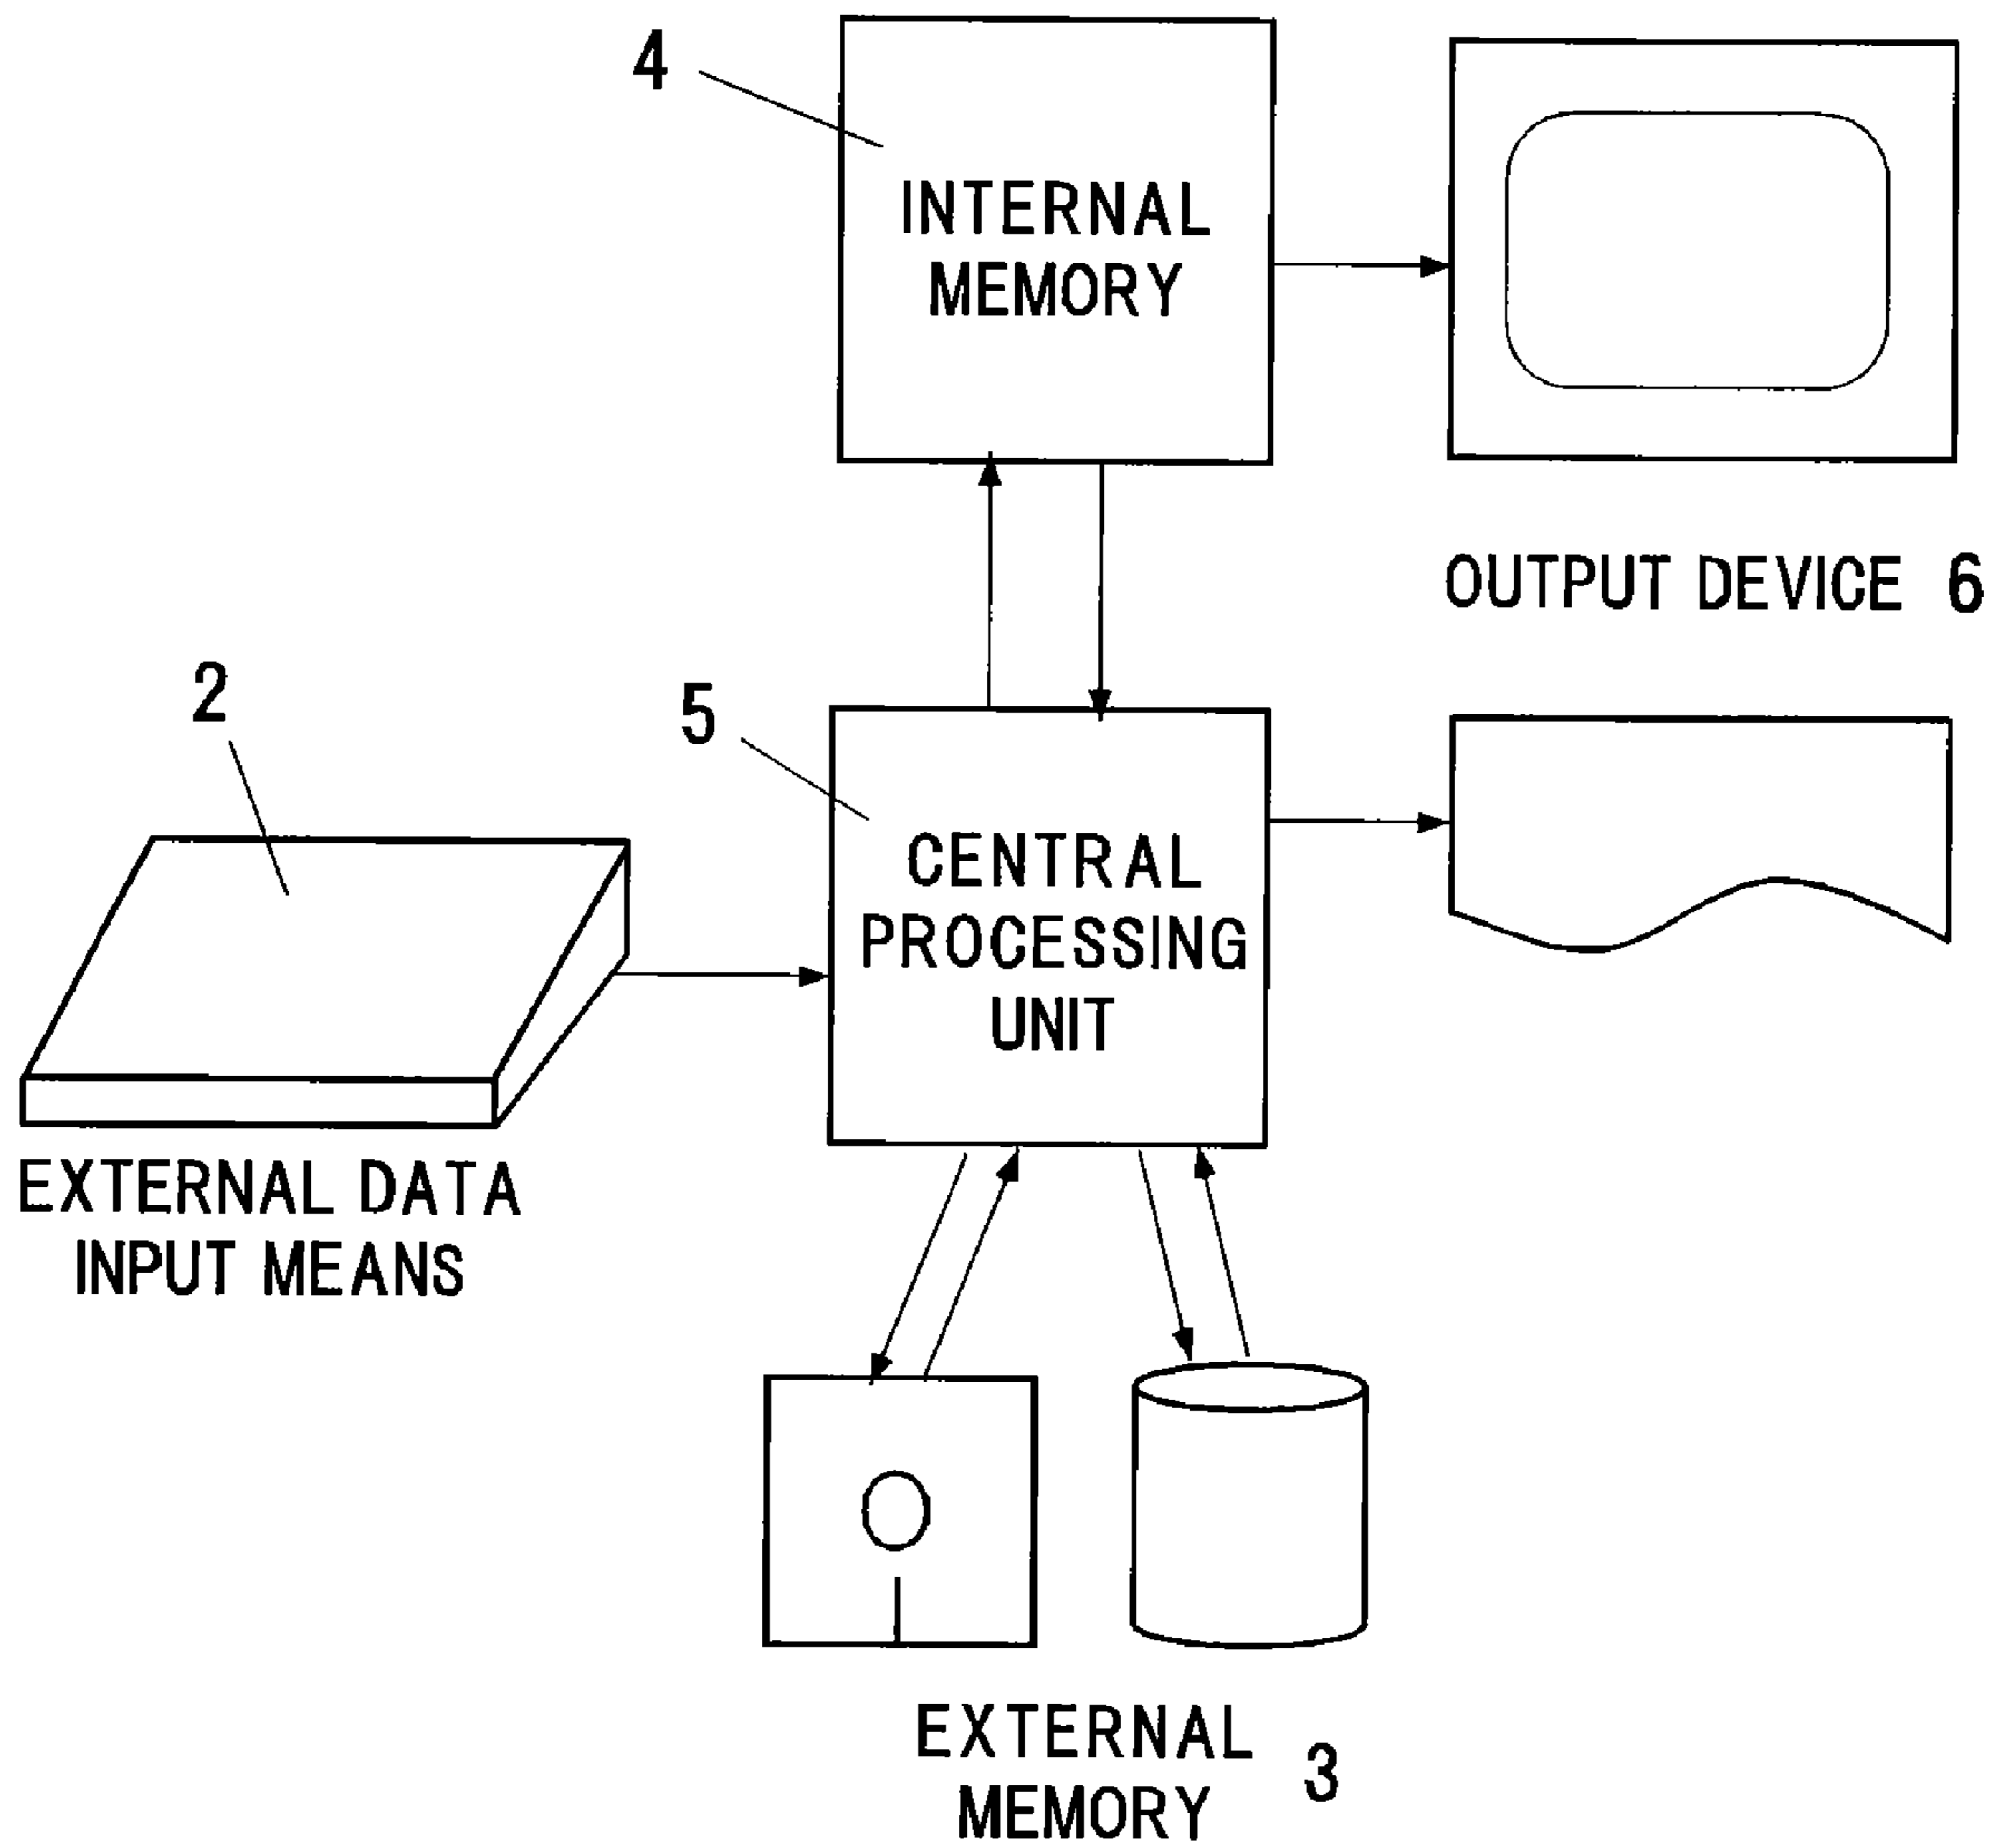 4
INTERNAL
MEMORY
OUTPUT DEVICE 6
2
5
CENTRAL
PROCESSING
UNIT
EXTERNAL DATA
INPUT MEANS
EXTERNAL
MEMORY
3